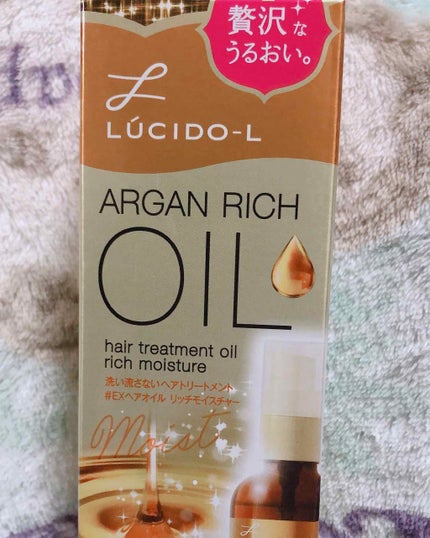 贅沢な
うるおい。
LÚCIDO-L
ARGAN RICH
OIL
hair treatment oil
rich moisture
洗い流さないヘアトリートメント
#EXヘアオイル リッチモイスチャー
Moist